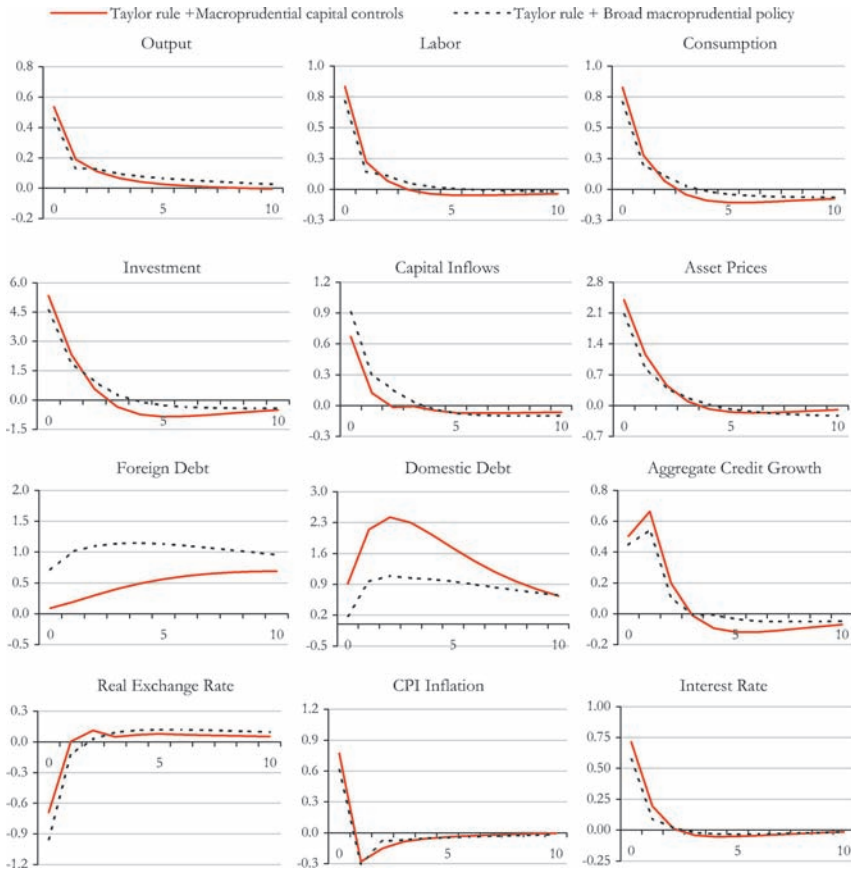 Taylor rule +Macroprudential capital controls Taylor rule + Broad macroprudential policy
Output Labor Consumption
0.8 1.0 1.0
0.6 0.8 0.8
0.4 0.5 0.5
0.2 0.3 0.3
0.0 0.0 0.0
0 5 10 0 5 10 0 5 10
-0.2 -0.3 -0.3
Investment Capital Inflows Asset Prices
6.0 1.2 2.8
4.5 0.9 2.1
3.0 0.6 1.4
1.5 0.3 0.7
0.0 0.0 0.0
0 5 10 0 5 10 0 5 10
-1.5 -0.3 -0.7
Foreign Debt Domestic Debt Aggregate Credit Growth
2.0 3.0 0.8
1.5 2.3 0.6
1.0 1.6 0.4
0.5 0.9 0.2
0.0 0.2 0.0
0 5 10 0 5 10 0 5 10
-0.5 -0.5 -0.2
Real Exchange Rate CPI Inflation Interest Rate
0.3 1.2 1.00
0.0 0.9 0.75
0 5 10
-0.3 0.6 0.50
-0.6 0.3 0.25
-0.9 0.0 0.00
0 5 10 0 5 10
-1.2 -0.3 -0.25